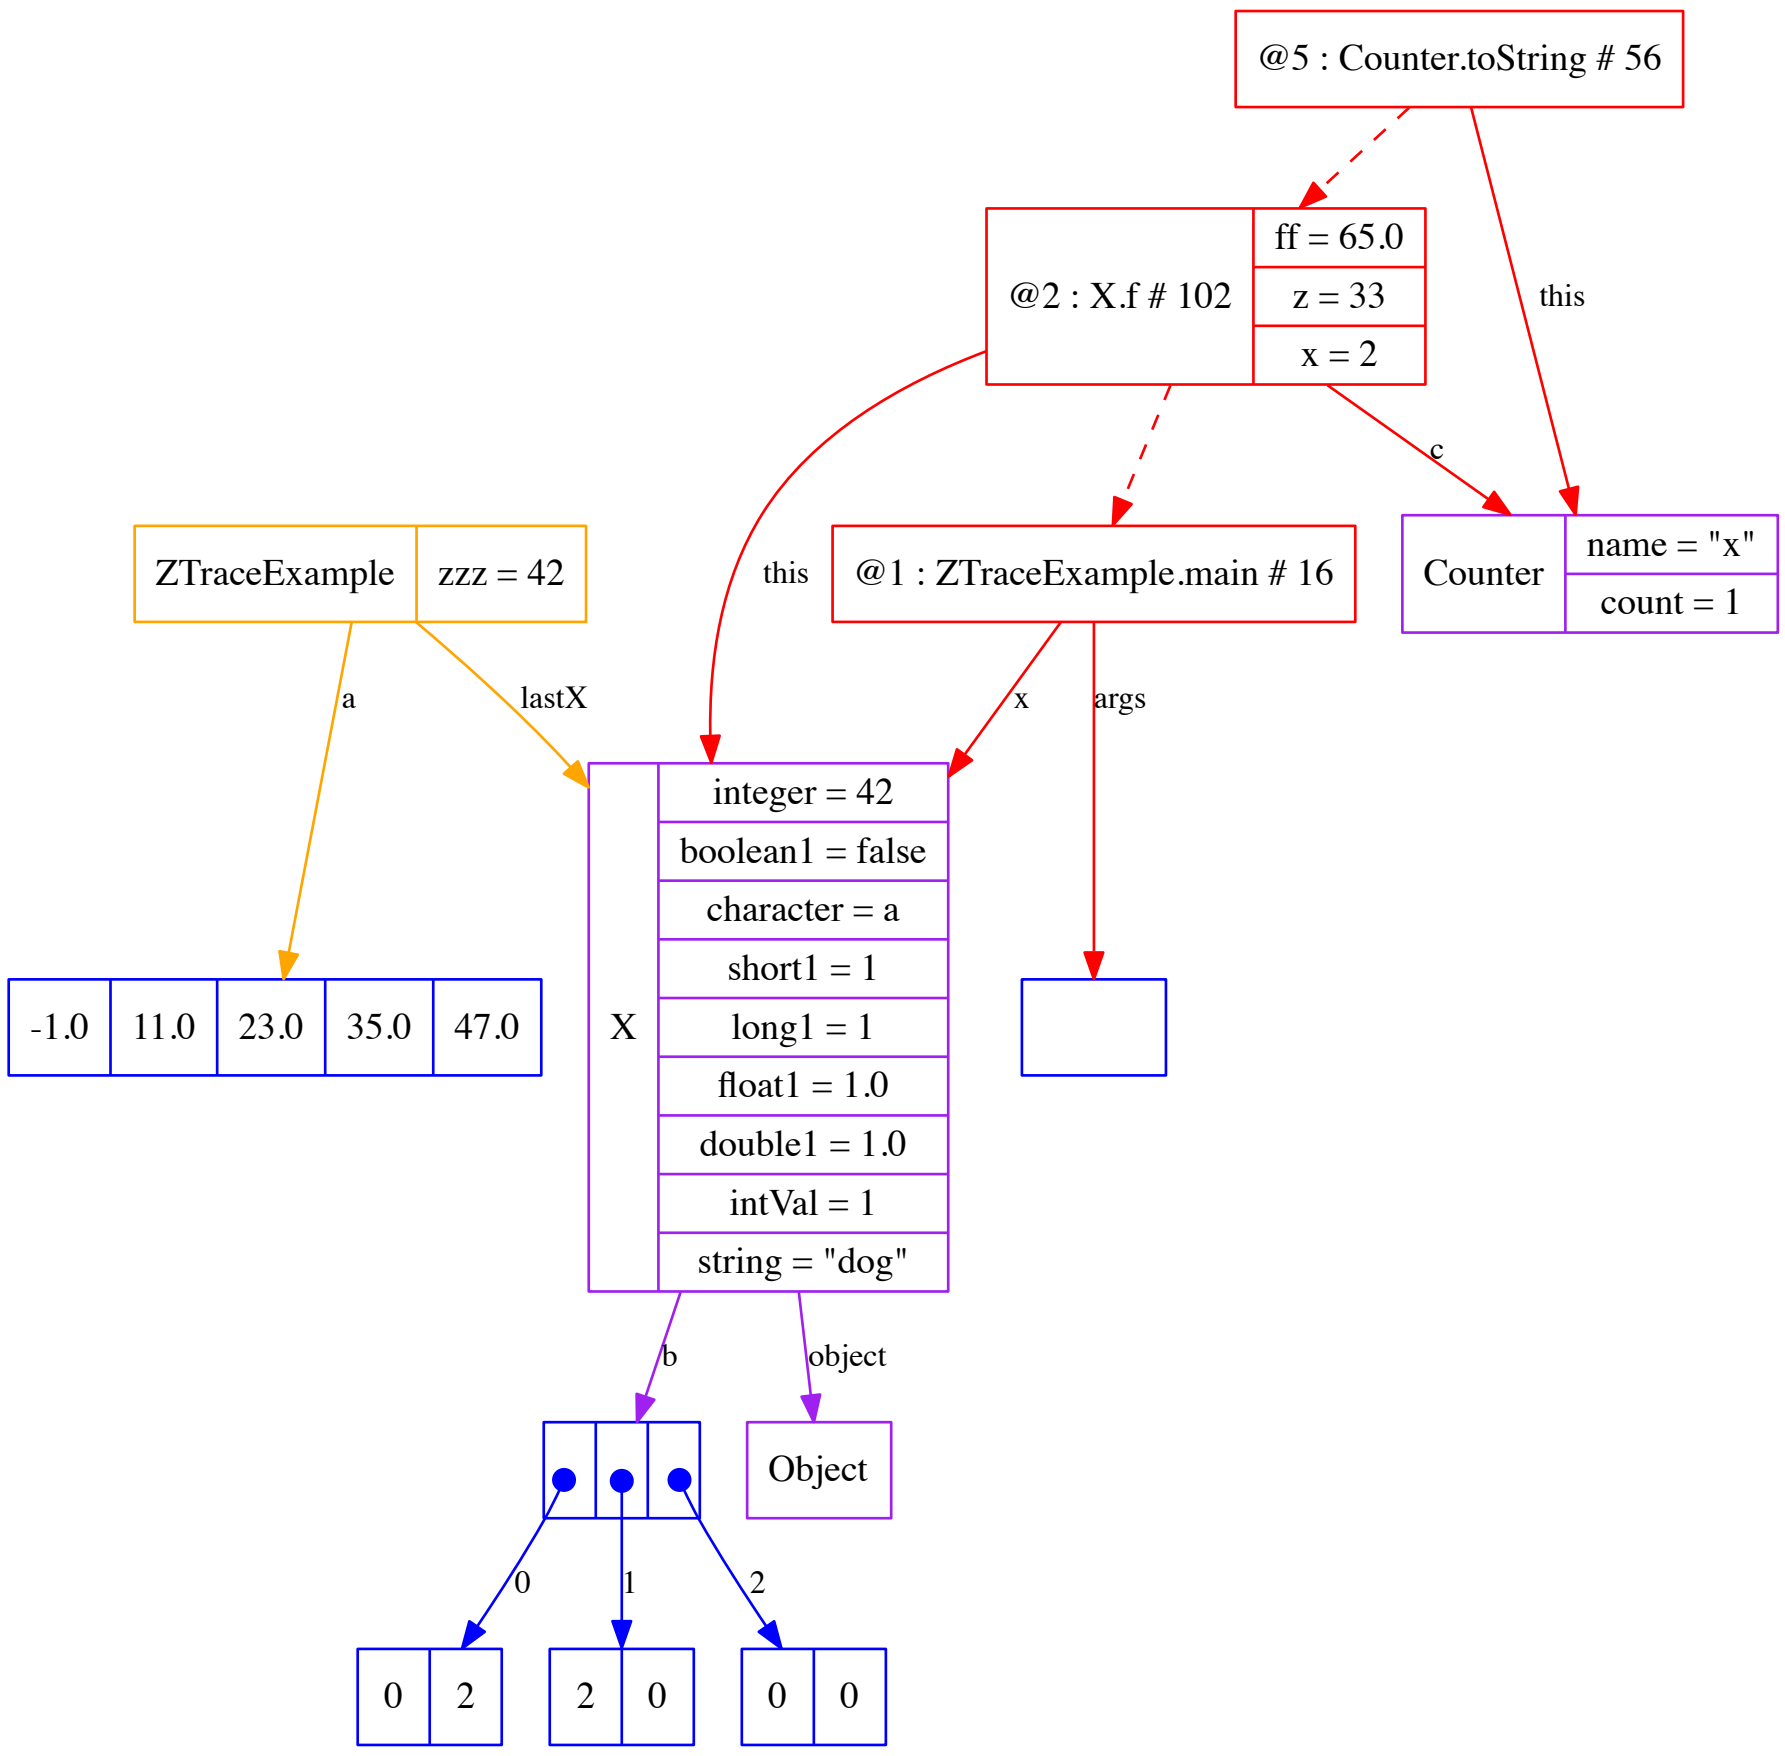 @5 : Counter.toString # 56
@2 : X.f # 102
ff = 65.0
z = 33
x = 2
this
c
ZTraceExample
zzz = 42
this
@1 : ZTraceExample.main # 16
Counter
name = "x"
count = 1
a
lastX
x
args
X
integer = 42
boolean1 = false
character = a
short1 = 1
long1 = 1
float1 = 1.0
double1 = 1.0
intVal = 1
string = "dog"
-1.0
11.0
23.0
35.0
47.0
b
object
Object
0
1
2
0
2
2
0
0
0